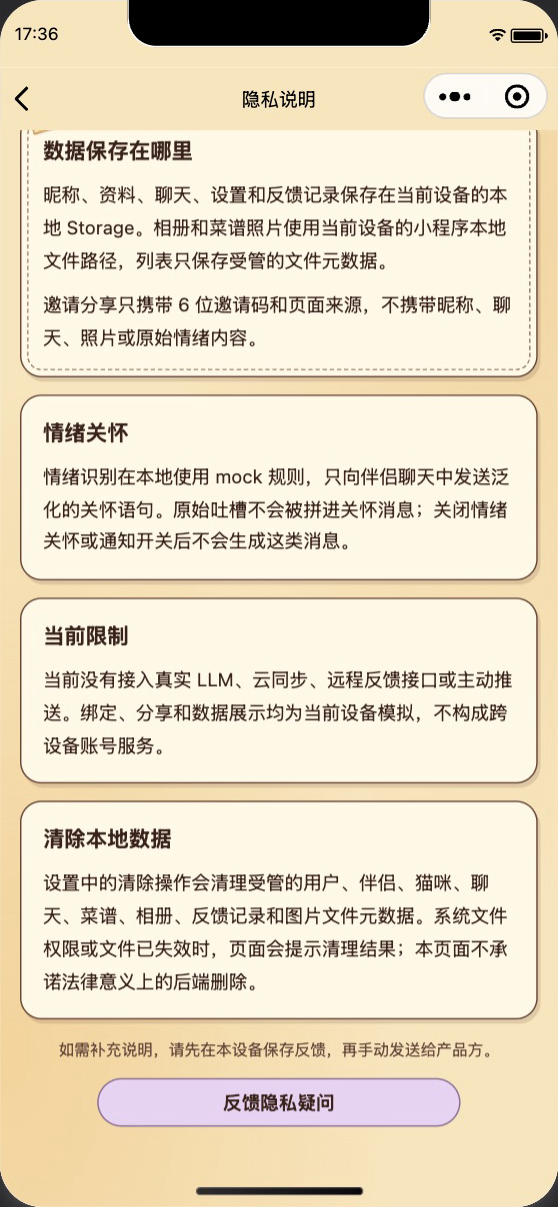 17:36
隐私说明
数据保存在哪里
昵称、资料、聊天、设置和反馈记录保存在当前设备的本
地 Storage。相册和菜谱照片使用当前设备的小程序本地
文件路径，列表只保存受管的文件元数据。
邀请分享只携带 6 位邀请码和页面来源，不携带昵称、聊
天、照片或原始情绪内容。
情绪关怀
情绪识别在本地使用 mock 规则，只向伴侣聊天中发送泛
化的关怀语句。原始吐槽不会被拼进关怀消息；关闭情绪
关怀或通知开关后不会生成这类消息。
当前限制
当前没有接入真实 LLM、云同步、远程反馈接口或主动推
送。绑定、分享和数据展示均为当前设备模拟，不构成跨
设备账号服务。
清除本地数据
设置中的清除操作会清理受管的用户、伴侣、猫咪、聊
天、菜谱、相册、反馈记录和图片文件元数据。系统文件
权限或文件已失效时，页面会提示清理结果；本页面不承
诺法律意义上的后端删除。
如需补充说明，请先在本设备保存反馈，再手动发送给产品方。
反馈隐私疑问